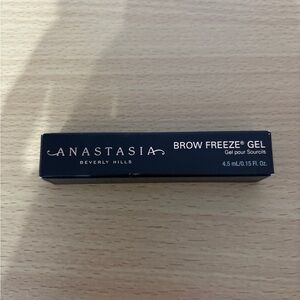 ANASTASIA
BEVERLY HILLS
BROW FREEZE® GEL
Gel pour Sourcils
4.5 mL/0.15 Fl. Oz.